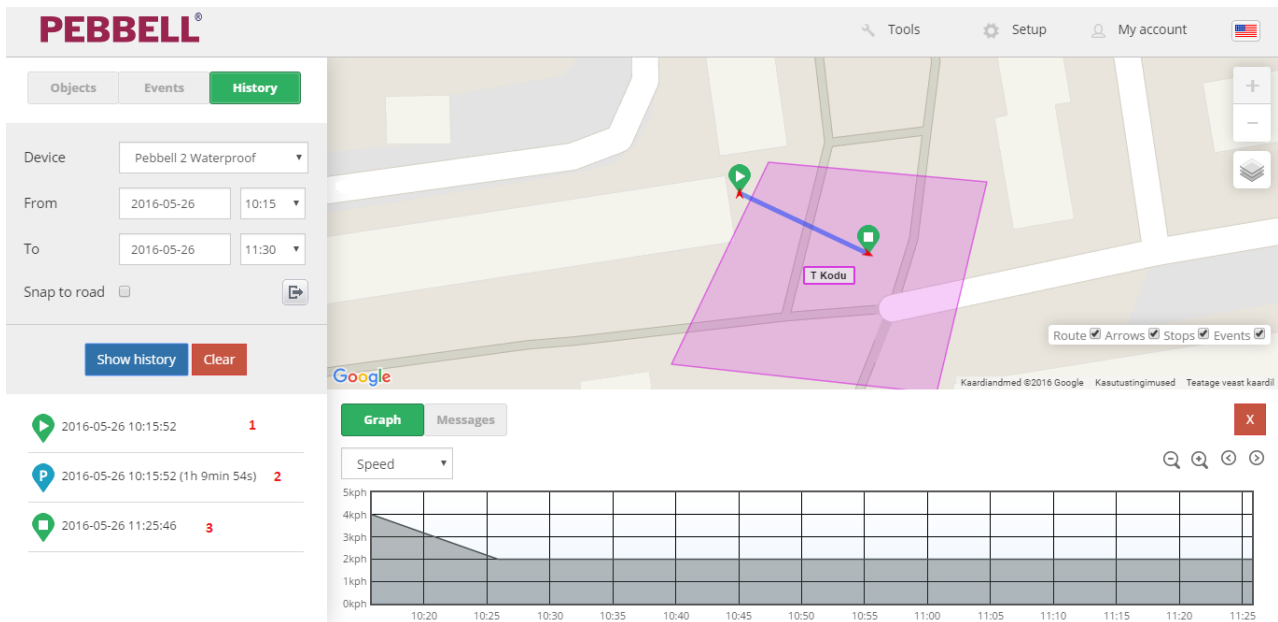 PEBBELL®
Tools
Setup
My account
Objects
Events
History
Device
Pebbell 2 Waterproof
From
2016-05-26
10:15
To
2016-05-26
11:30
Snap to road
Show history
Clear
2016-05-26 10:15:52
1
P
2016-05-26 10:15:52 (1h 9min 54s)
2
2016-05-26 11:25:46
3
T Kodu
Route
Arrows
Stops
Events
Google
Kaardiandmed ©2016 Google
Kasutustingimused
Teatage veast kaardil
Graph
Messages
X
Speed
5kph
4kph
3kph
2kph
1kph
0kph
10:20
10:25
10:30
10:35
10:40
10:45
10:50
10:55
11:00
11:05
11:10
11:15
11:20
11:25